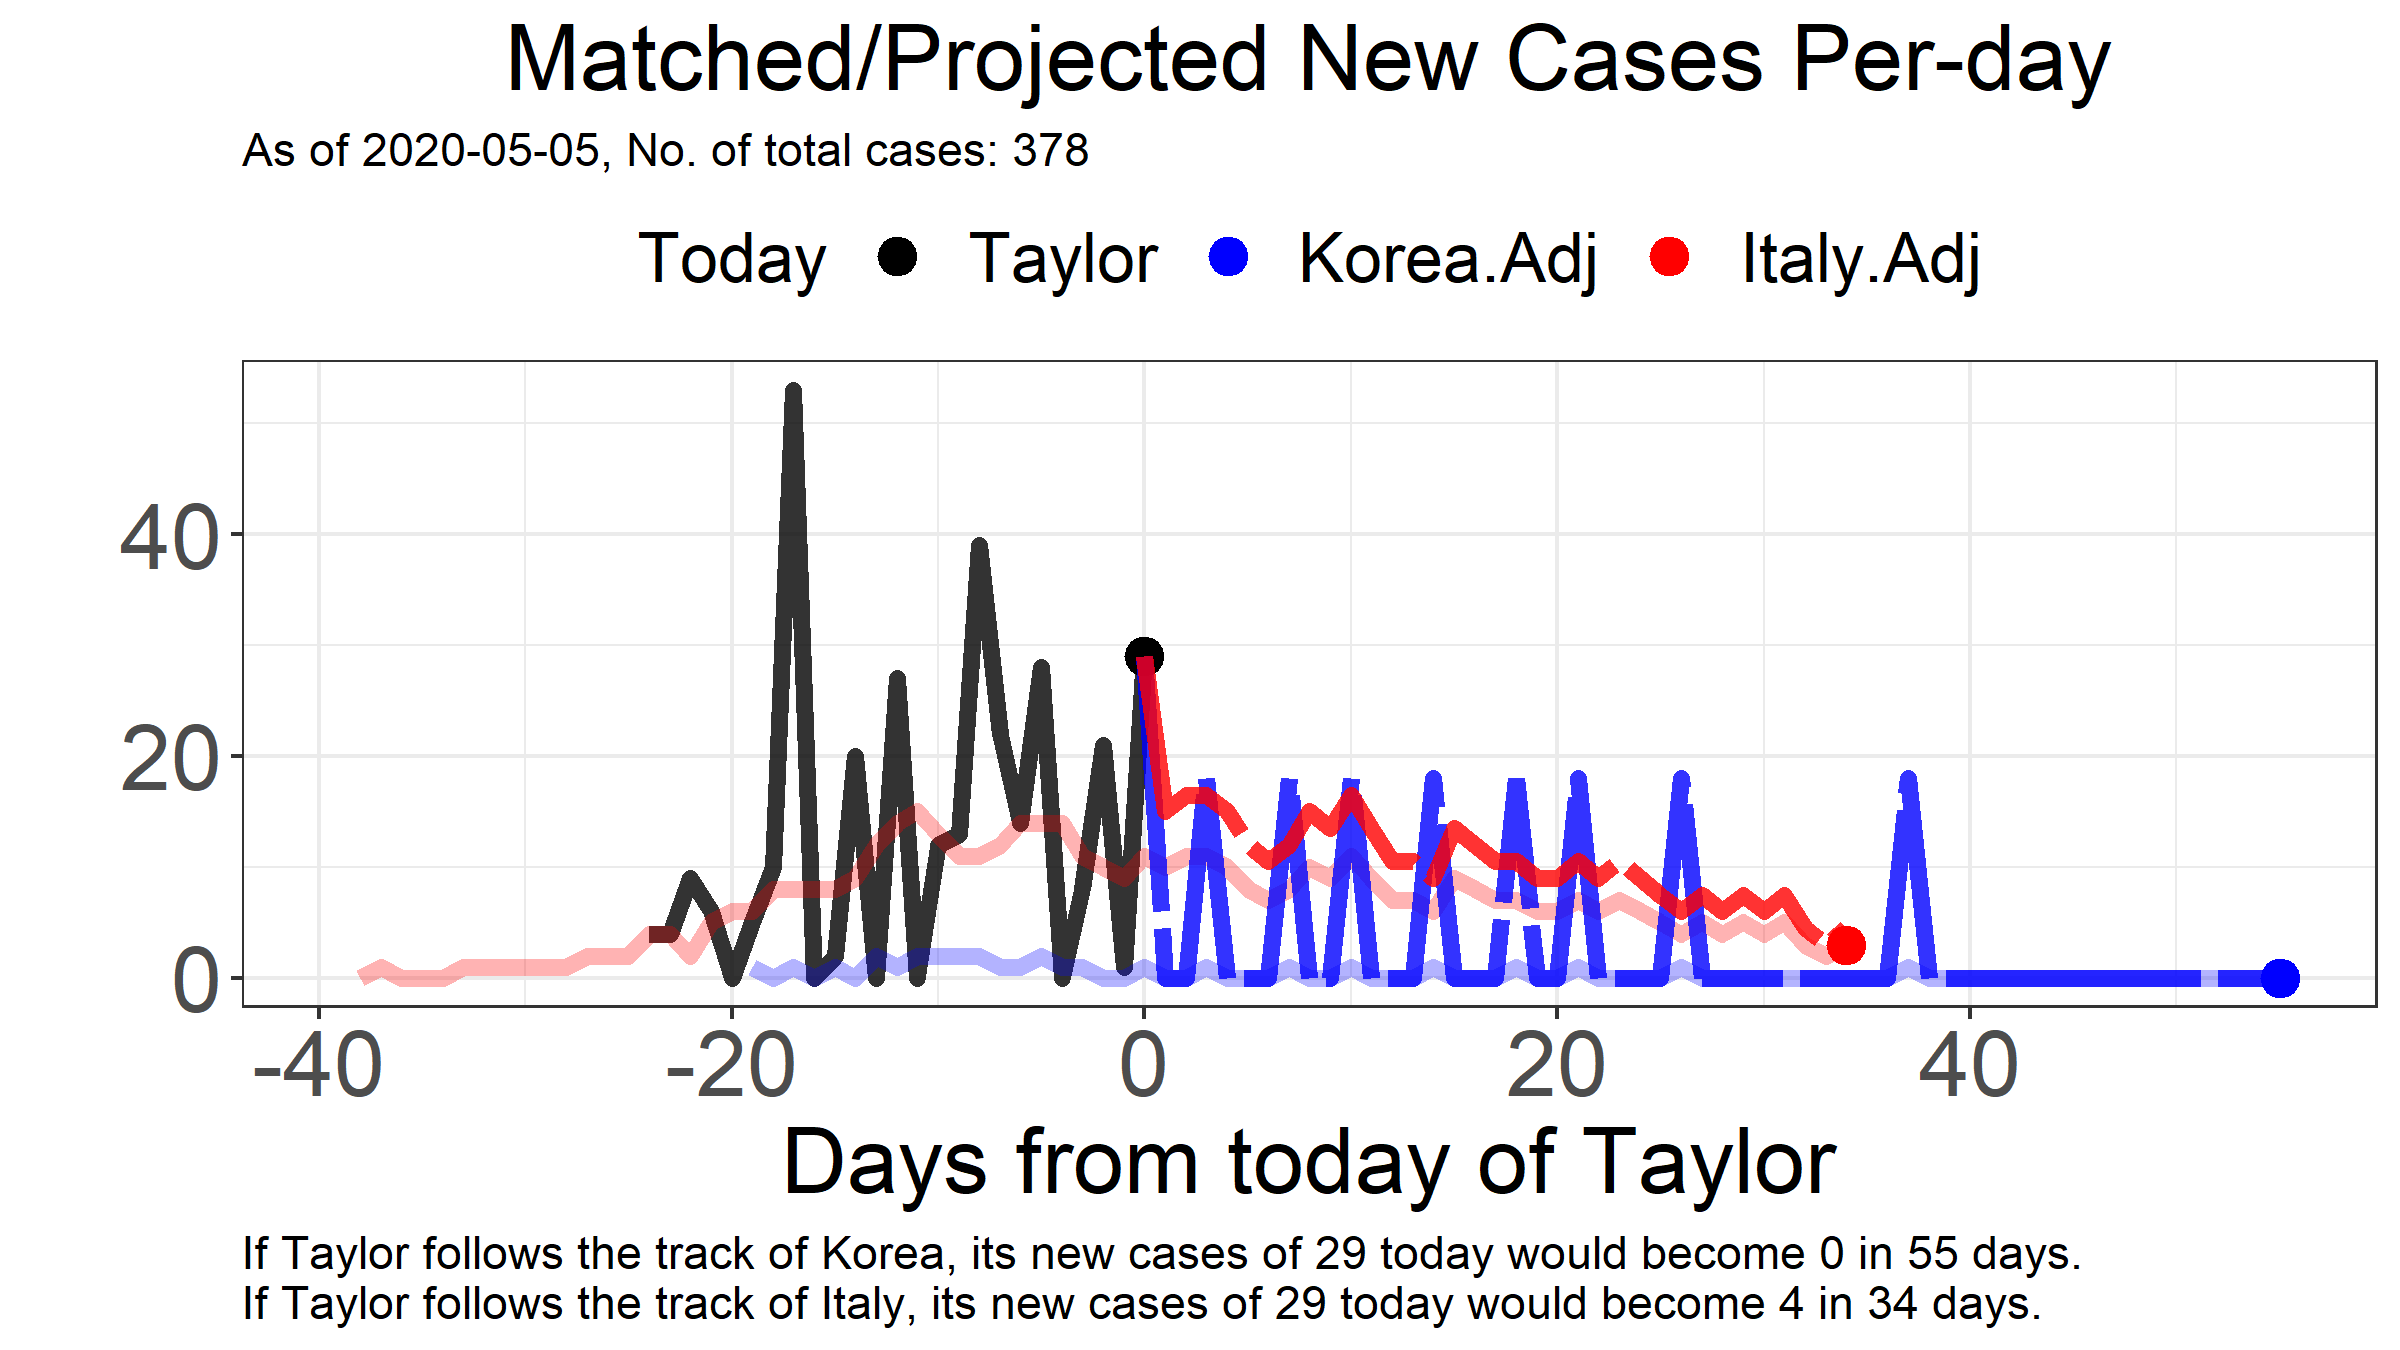 Matched/Projected New Cases Per-day
As of 2020-05-05, No. of total cases: 378
Today Taylor Korea.Adj Italy.Adj
40
20
0
-40 -20 0 20 40
Days from today of Taylor
If Taylor follows the track of Korea, its new cases of 29 today would become 0 in 55 days.
If Taylor follows the track of Italy, its new cases of 29 today would become 4 in 34 days.